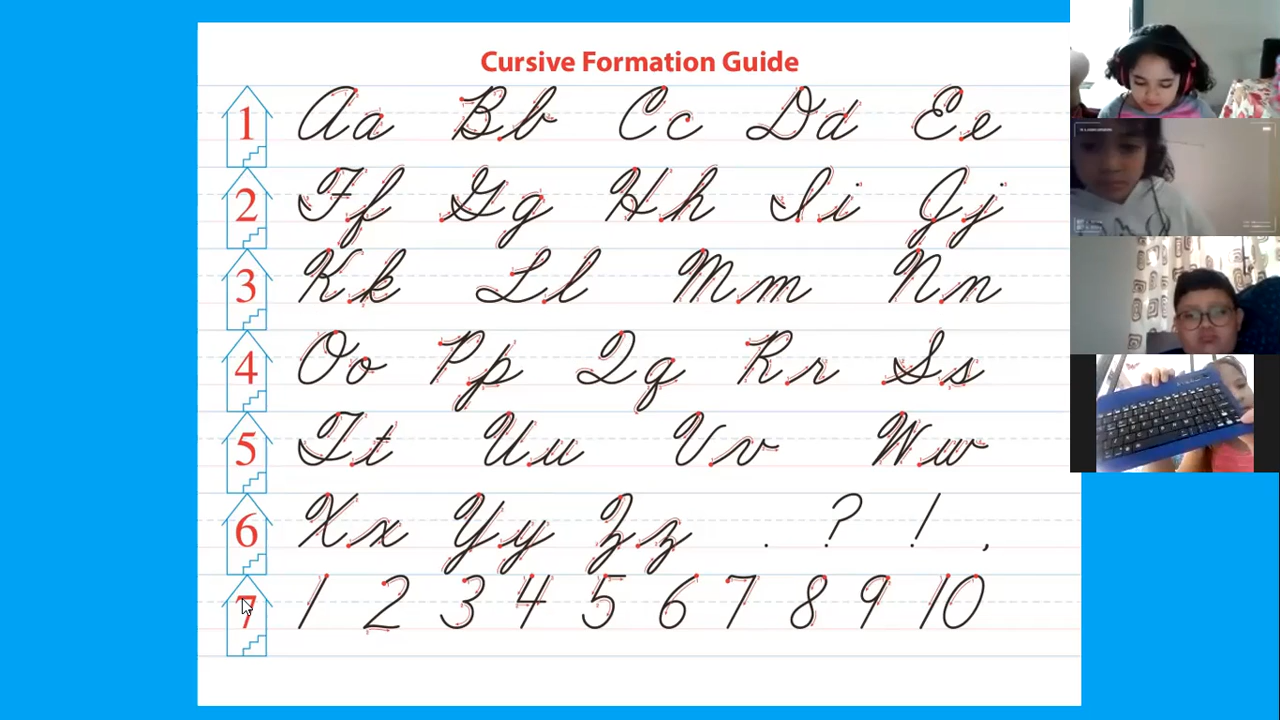 Cursive Formation Guide
1 Aa Bb Cc Dd Ee
2 Ff Gg Hh Ii Jj
3 Kk Ll Mm Nn
4 Oo Pp Qq Rr Ss
5 Tt Uu Vv Ww
6 Xx Yy Zz . ? ! ,
7 1 2 3 4 5 6 7 8 9 10